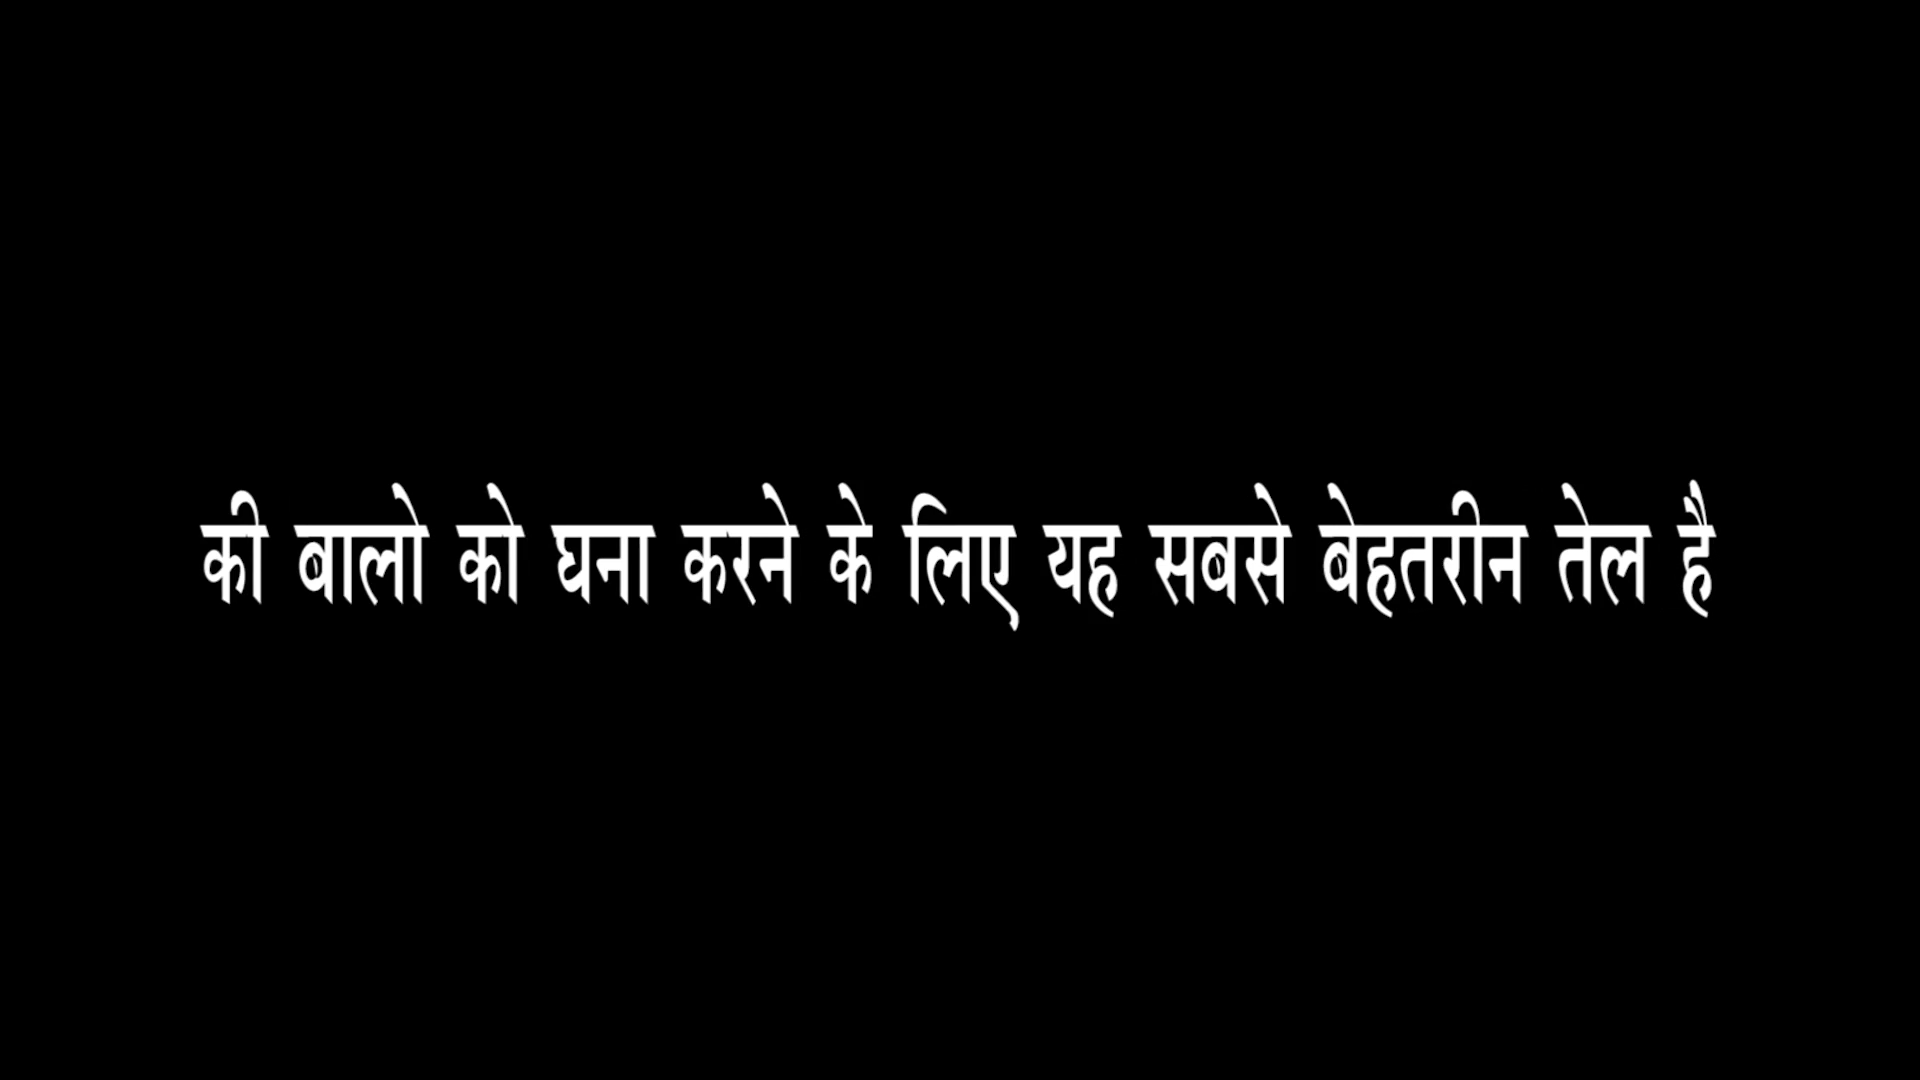 की बालो को घना करने के लिए यह सबसे बेहतरीन तेल है